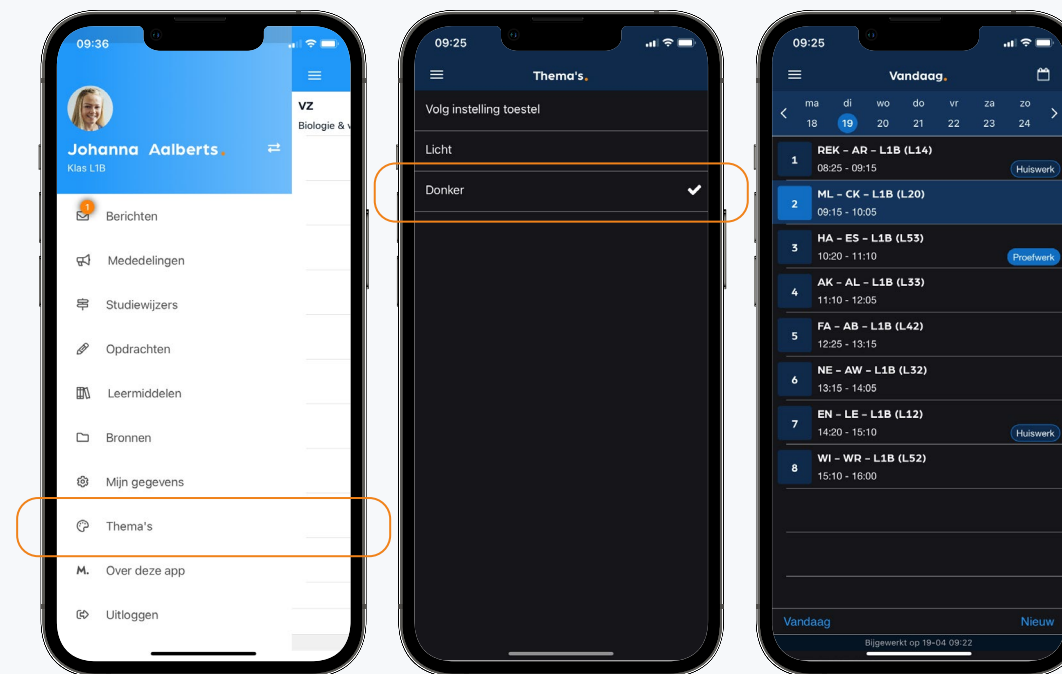 09:36
VZ
Biologie & v
Johanna Aalberts.
Klas L1B
1
Berichten
Mededelingen
Studiewijzers
Opdrachten
Leermiddelen
Bronnen
Mijn gegevens
Thema's
M. Over deze app
Uitloggen
09:25
Thema's.
Volg instelling toestel
Licht
Donker
09:25
Vandaag.
ma di wo do vr za zo
18 19 20 21 22 23 24
1 REK – AR – L1B (L14)
08:25 - 09:15 Huiswerk
2 ML – CK – L1B (L20)
09:15 - 10:05
3 HA – ES – L1B (L53)
10:20 - 11:10 Proefwerk
4 AK – AL – L1B (L33)
11:10 - 12:05
5 FA – AB – L1B (L42)
12:25 - 13:15
6 NE – AW – L1B (L32)
13:15 - 14:05
7 EN – LE – L1B (L12)
14:20 - 15:10 Huiswerk
8 WI – WR – L1B (L52)
15:10 - 16:00
Vandaag Nieuw
Bijgewerkt op 19-04 09:22